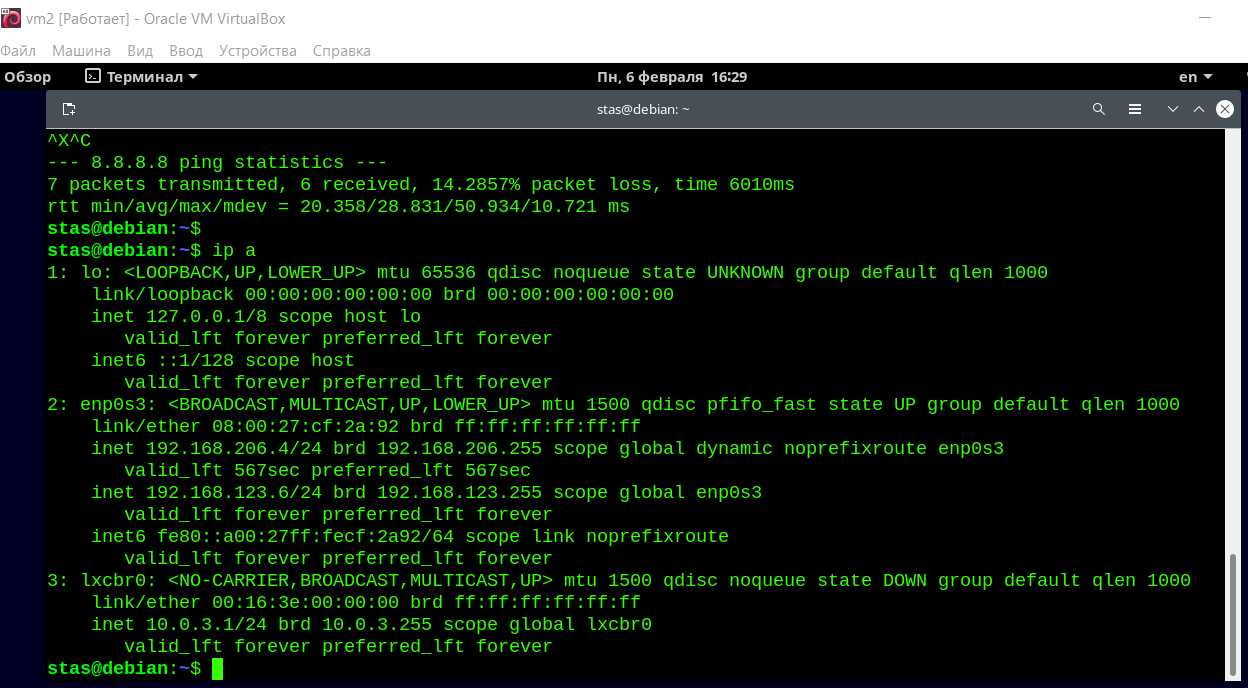 vm2 [Работает] - Oracle VM VirtualBox
Файл Машина Вид Ввод Устройства Справка
Обзор Терминал Пн, 6 февраля 16:29 en
stas@debian: ~
^X^C
--- 8.8.8.8 ping statistics ---
7 packets transmitted, 6 received, 14.2857% packet loss, time 6010ms
rtt min/avg/max/mdev = 20.358/28.831/50.934/10.721 ms
stas@debian:~$
stas@debian:~$ ip a
1: lo: <LOOPBACK,UP,LOWER_UP> mtu 65536 qdisc noqueue state UNKNOWN group default qlen 1000
    link/loopback 00:00:00:00:00:00 brd 00:00:00:00:00:00
    inet 127.0.0.1/8 scope host lo
       valid_lft forever preferred_lft forever
    inet6 ::1/128 scope host
       valid_lft forever preferred_lft forever
2: enp0s3: <BROADCAST,MULTICAST,UP,LOWER_UP> mtu 1500 qdisc pfifo_fast state UP group default qlen 1000
    link/ether 08:00:27:cf:2a:92 brd ff:ff:ff:ff:ff:ff
    inet 192.168.206.4/24 brd 192.168.206.255 scope global dynamic noprefixroute enp0s3
       valid_lft 567sec preferred_lft 567sec
    inet 192.168.123.6/24 brd 192.168.123.255 scope global enp0s3
       valid_lft forever preferred_lft forever
    inet6 fe80::a00:27ff:fecf:2a92/64 scope link noprefixroute
       valid_lft forever preferred_lft forever
3: lxcbr0: <NO-CARRIER,BROADCAST,MULTICAST,UP> mtu 1500 qdisc noqueue state DOWN group default qlen 1000
    link/ether 00:16:3e:00:00:00 brd ff:ff:ff:ff:ff:ff
    inet 10.0.3.1/24 brd 10.0.3.255 scope global lxcbr0
       valid_lft forever preferred_lft forever
stas@debian:~$